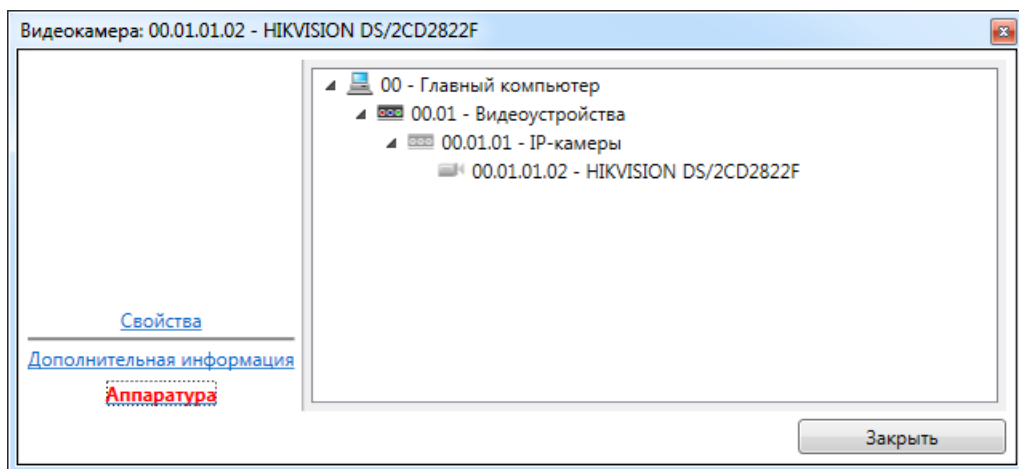 Видеокамера: 00.01.01.02 - HIKVISION DS/2CD2822F
00 - Главный компьютер
00.01 - Видеоустройства
00.01.01 - IP-камеры
00.01.01.02 - HIKVISION DS/2CD2822F
Свойства
Дополнительная информация
Аппаратура
Закрыть